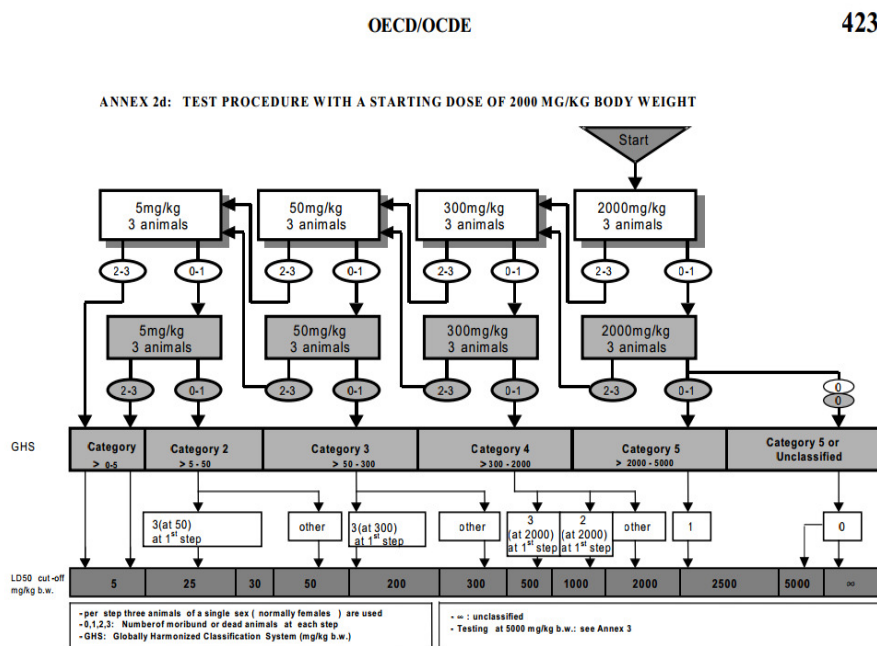 OECD/OCDE
423
ANNEX 2d: TEST PROCEDURE WITH A STARTING DOSE OF 2000 MG/KG BODY WEIGHT
Start
5mg/kg
3 animals
50mg/kg
3 animals
300mg/kg
3 animals
2000mg/kg
3 animals
2-3
0-1
2-3
0-1
2-3
0-1
2-3
0-1
5mg/kg
3 animals
50mg/kg
3 animals
300mg/kg
3 animals
2000mg/kg
3 animals
2-3
0-1
2-3
0-1
2-3
0-1
2-3
0-1
0
0
GHS
Category
> 0-5
Category 2
> 5 - 50
Category 3
> 50 - 300
Category 4
> 300 - 2000
Category 5
> 2000 - 5000
Category 5 or
Unclassified
3(at 50)
at 1st step
other
3(at 300)
at 1st step
other
3
(at 2000)
at 1st step
2
(at 2000)
at 1st step
other
1
0
LD50 cut-off
mg/kg b.w.
5
25
30
50
200
300
500
1000
2000
2500
5000
∞
- per step three animals of a single sex ( normally females ) are used
- 0,1,2,3: Numberof moribund or dead animals at each step
- GHS: Globally Harmonized Classification System (mg/kg b.w.)
- ∞ : unclassified
- Testing at 5000 mg/kg b.w.: see Annex 3